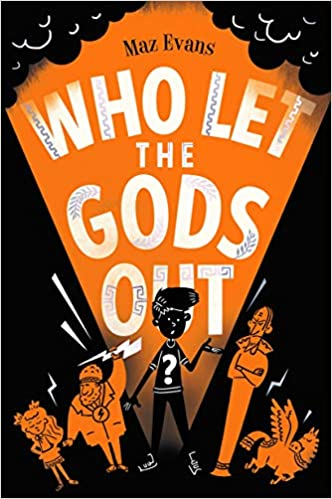 Maz Evans
WHO LET
THE
GODS
OUT
?